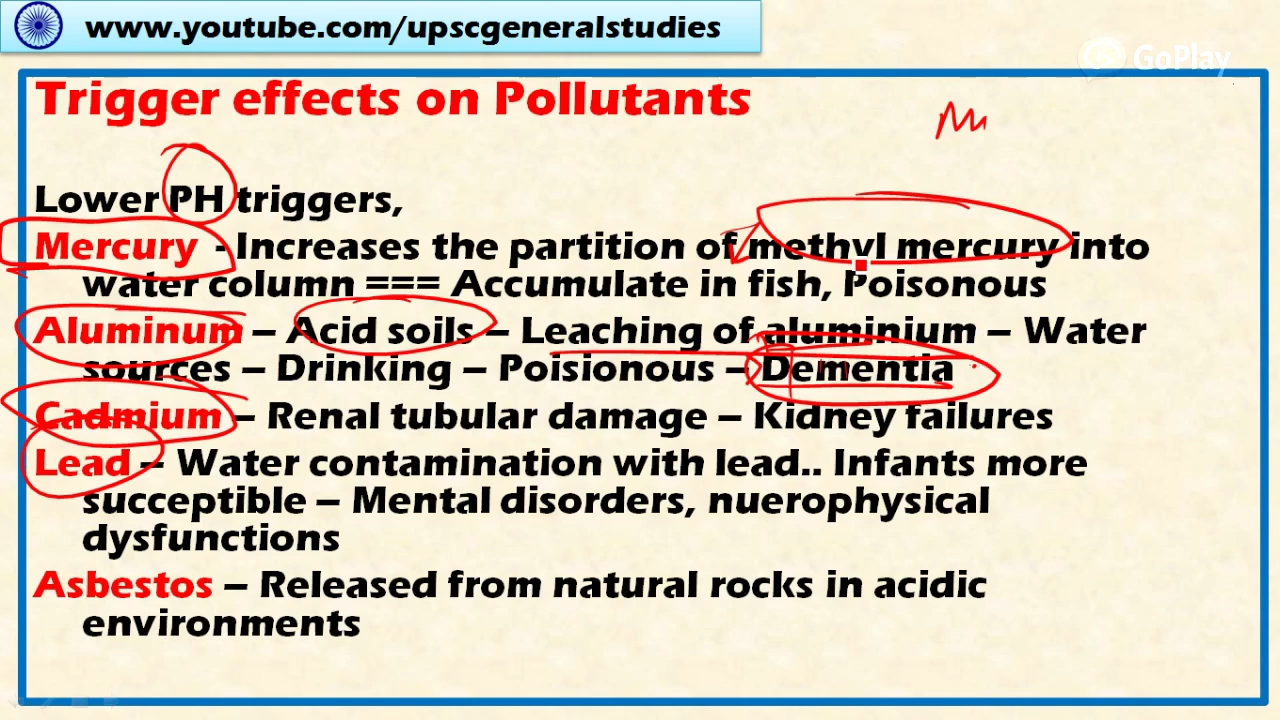 www.youtube.com/upscgeneralstudies
GoPlay
Trigger effects on Pollutants
Lower PH triggers,
Mercury - Increases the partition of methyl mercury into
water column === Accumulate in fish, Poisonous
Aluminum – Acid soils – Leaching of aluminium – Water
sources – Drinking – Poisionous – Dementia
Cadmium – Renal tubular damage – Kidney failures
Lead – Water contamination with lead.. Infants more
succeptible – Mental disorders, nuerophysical
dysfunctions
Asbestos – Released from natural rocks in acidic
environments